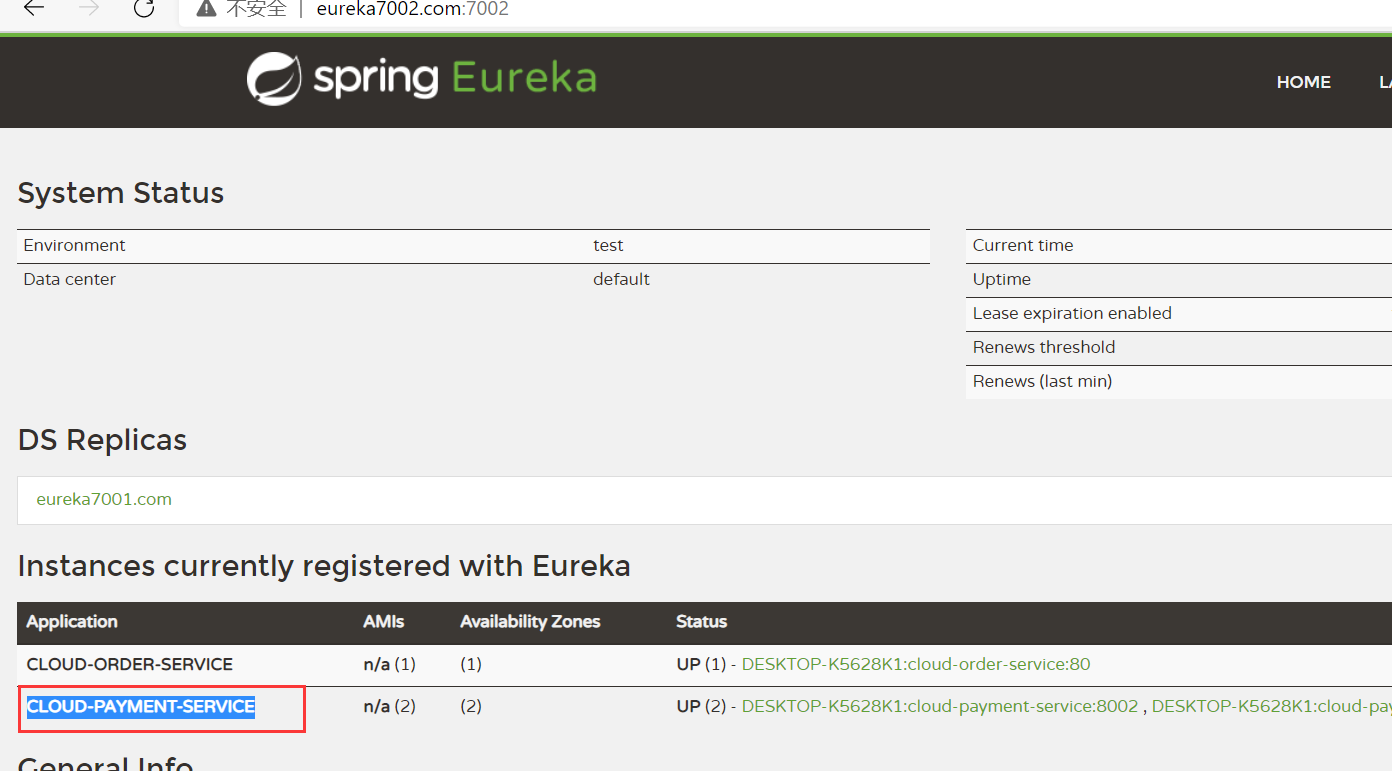 不安全 | eureka7002.com:7002
spring Eureka
HOME
System Status
Environment test
Data center default
Current time
Uptime
Lease expiration enabled
Renews threshold
Renews (last min)
DS Replicas
eureka7001.com
Instances currently registered with Eureka
Application AMIs Availability Zones Status
CLOUD-ORDER-SERVICE n/a (1) (1) UP (1) - DESKTOP-K5628K1:cloud-order-service:80
CLOUD-PAYMENT-SERVICE n/a (2) (2) UP (2) - DESKTOP-K5628K1:cloud-payment-service:8002 , DESKTOP-K5628K1:cloud-pay
General Info